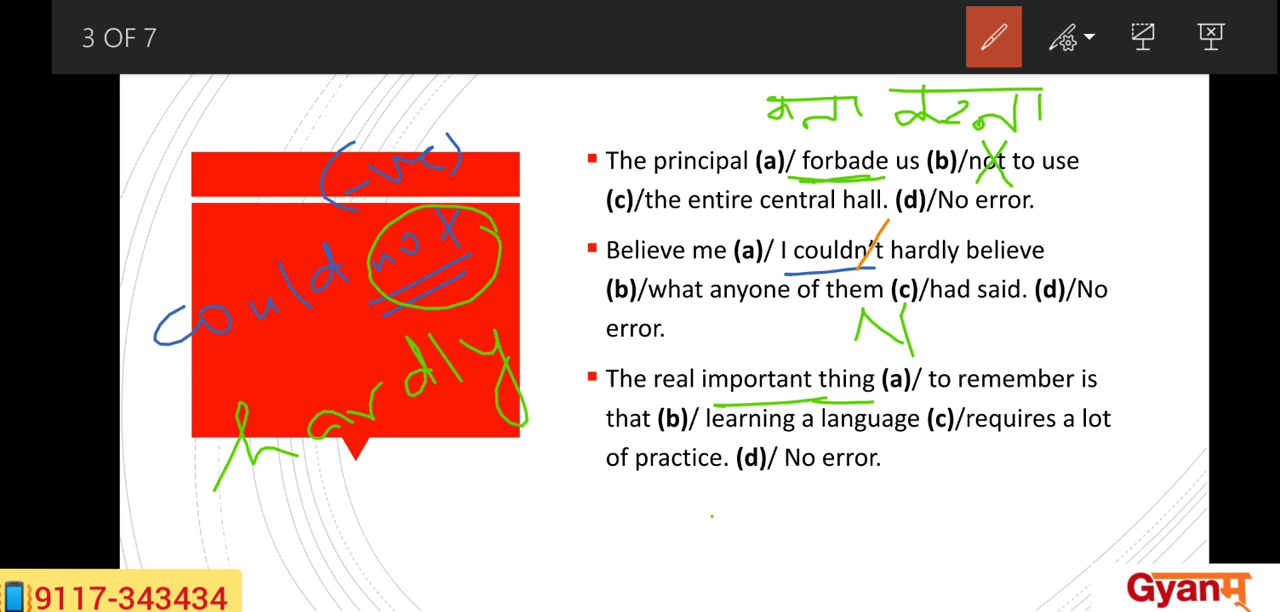 3 OF 7
मना करना
(-ve)
could not
hardly
The principal (a)/ forbade us (b)/not to use
(c)/the entire central hall. (d)/No error.
Believe me (a)/ I couldn't hardly believe
(b)/what anyone of them (c)/had said. (d)/No
error.
N
The real important thing (a)/ to remember is
that (b)/ learning a language (c)/requires a lot
of practice. (d)/ No error.
9117-343434
Gyanम्